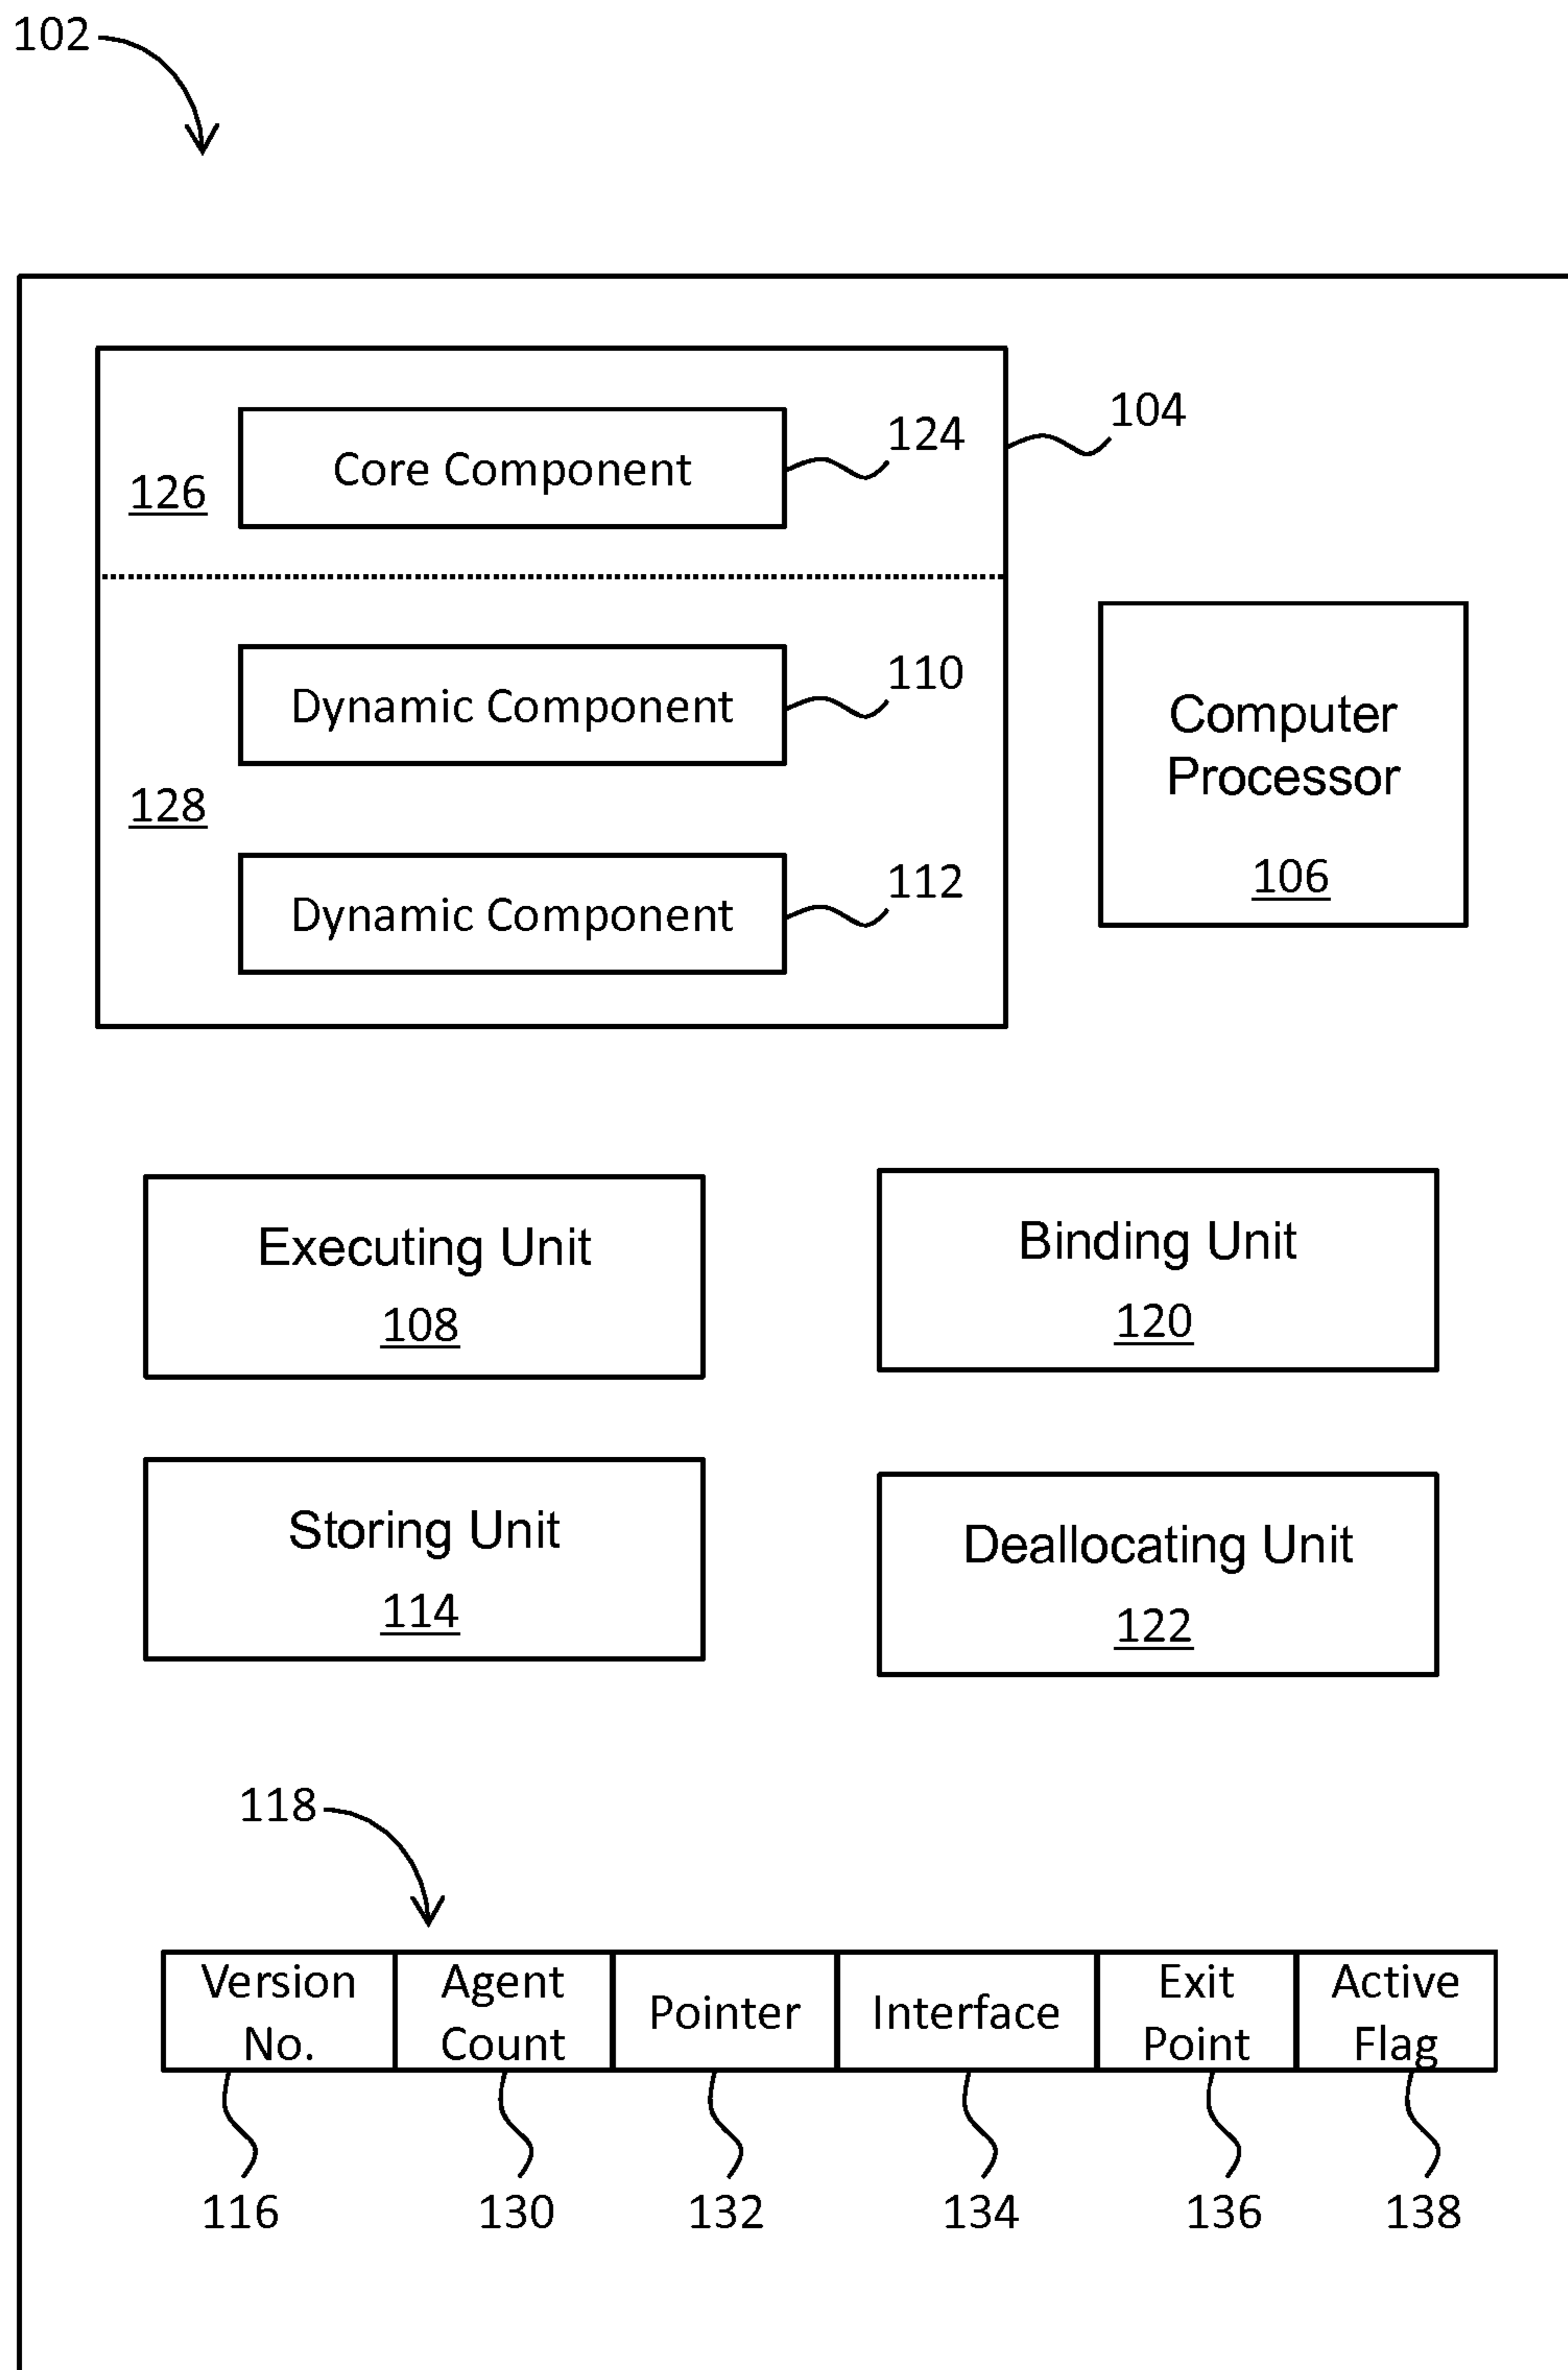 102
104
124
Core Component
126
110
Dynamic Component
Computer
Processor
106
128
112
Dynamic Component
Executing Unit
108
Binding Unit
120
Storing Unit
114
Deallocating Unit
122
118
Version
No.
Agent
Count
Pointer
Interface
Exit
Point
Active
Flag
116
130
132
134
136
138